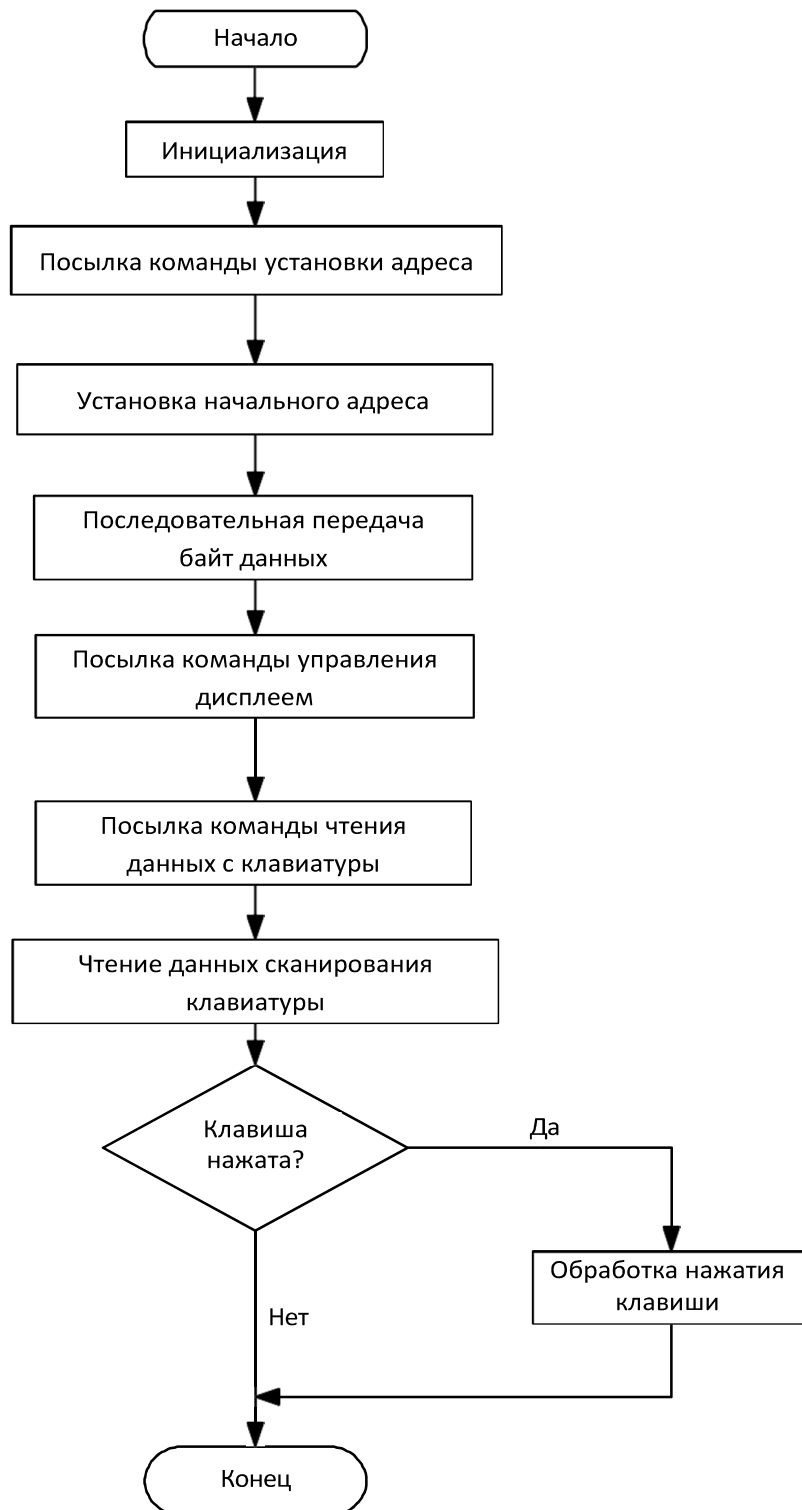 Начало
Инициализация
Посылка команды установки адреса
Установка начального адреса
Последовательная передача
байт данных
Посылка команды управления
дисплеем
Посылка команды чтения
данных с клавиатуры
Чтение данных сканирования
клавиатуры
Клавиша
нажата?
Да
Обработка нажатия
клавиши
Нет
Конец